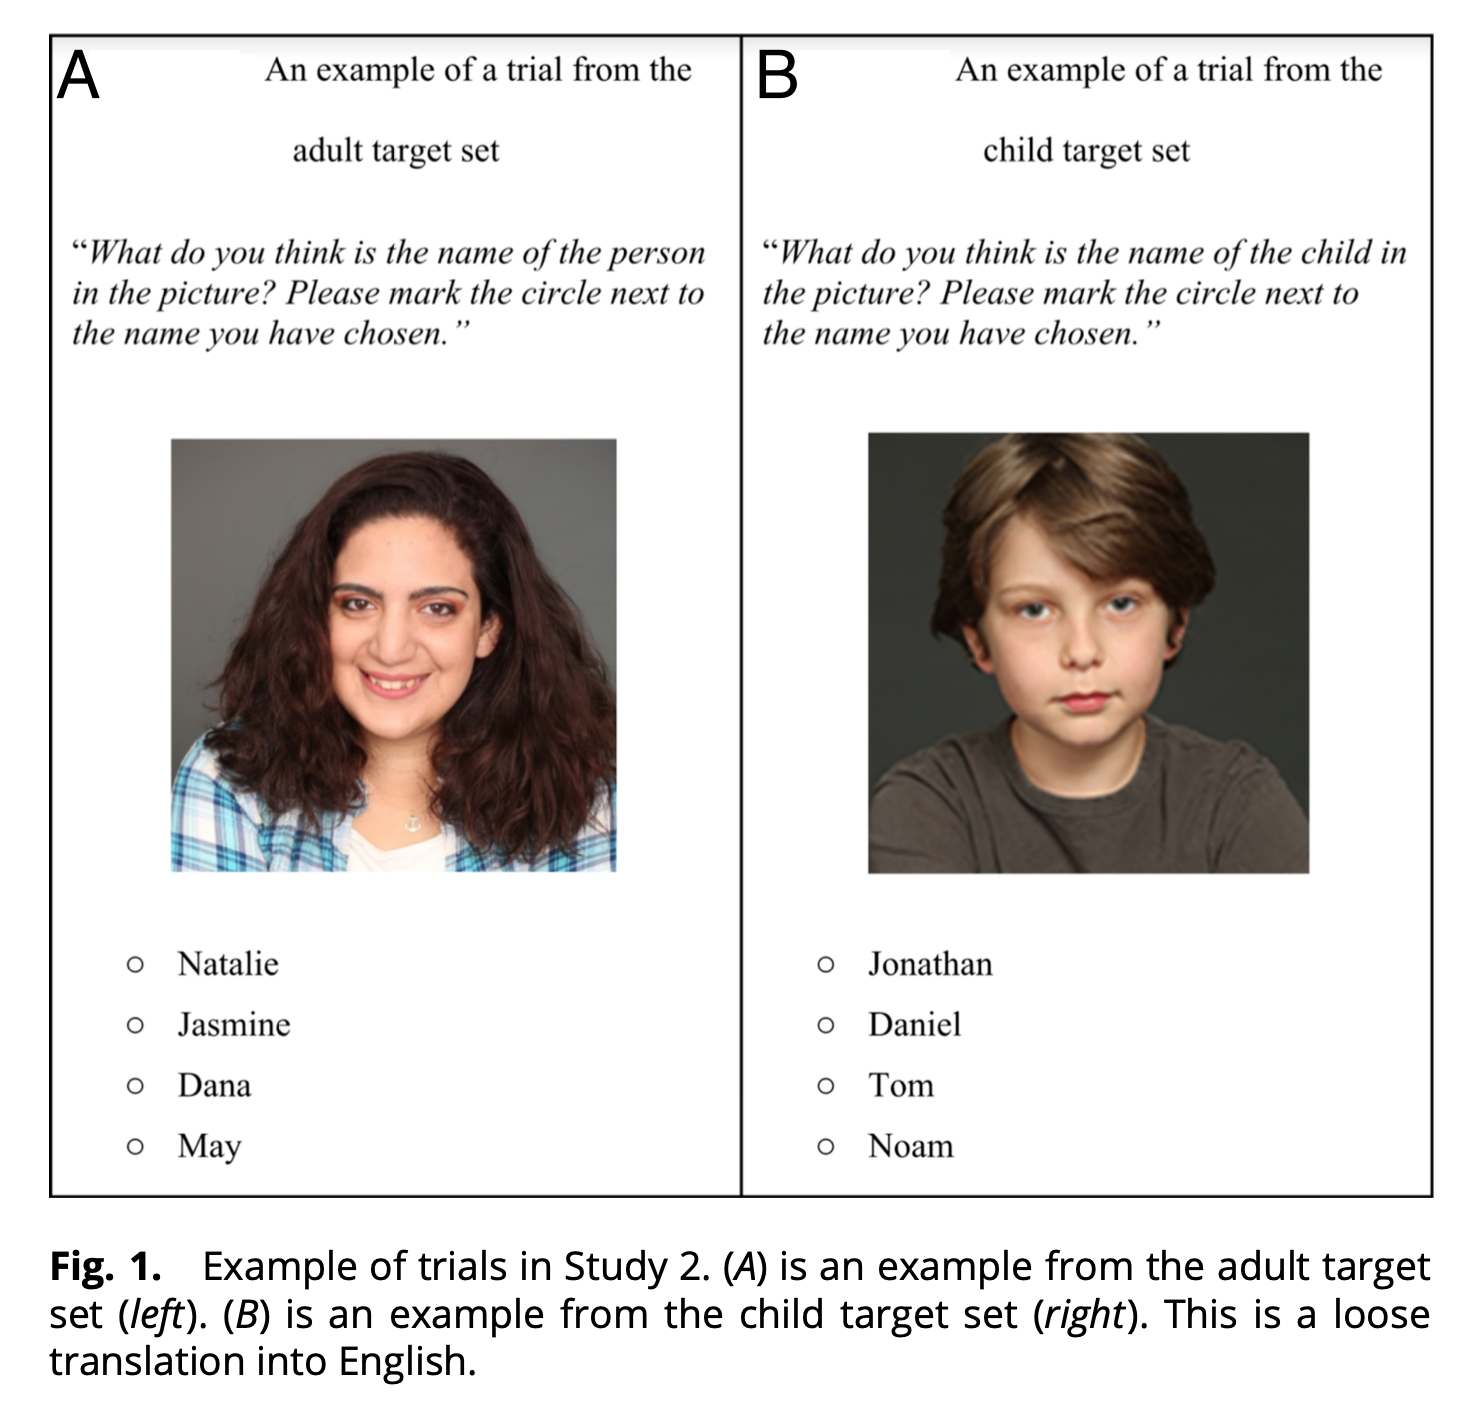 A
An example of a trial from the
adult target set
“What do you think is the name of the person
in the picture? Please mark the circle next to
the name you have chosen.”
Natalie
Jasmine
Dana
May
B
An example of a trial from the
child target set
“What do you think is the name of the child in
the picture? Please mark the circle next to
the name you have chosen.”
Jonathan
Daniel
Tom
Noam
Fig. 1. Example of trials in Study 2. (A) is an example from the adult target
set (left). (B) is an example from the child target set (right). This is a loose
translation into English.